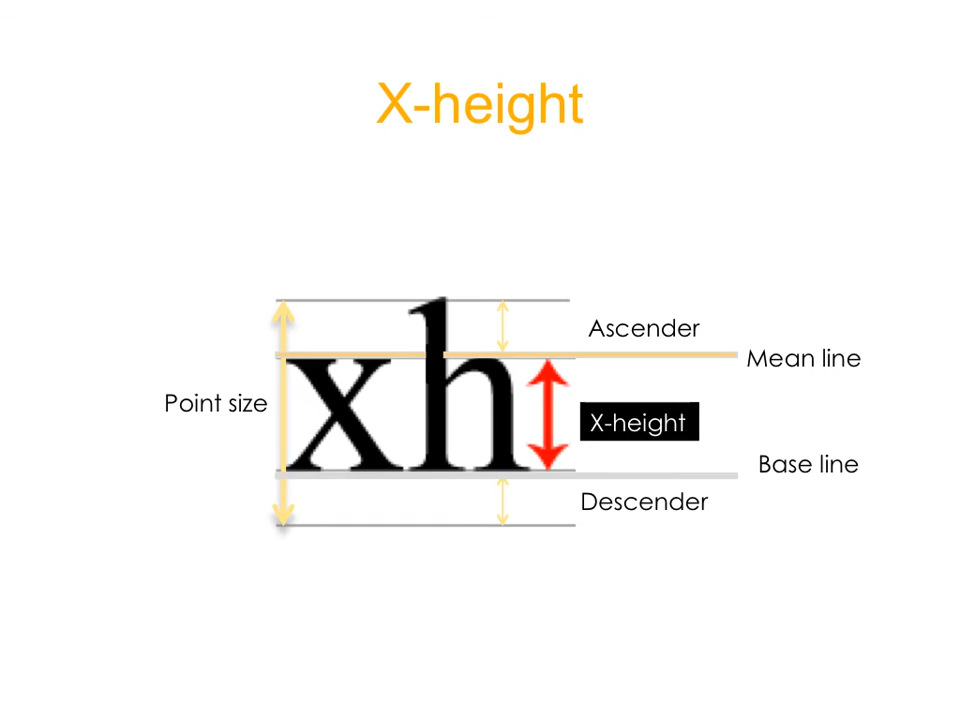 X-height
Ascender
Mean line
Point size
xh
X-height
Base line
Descender